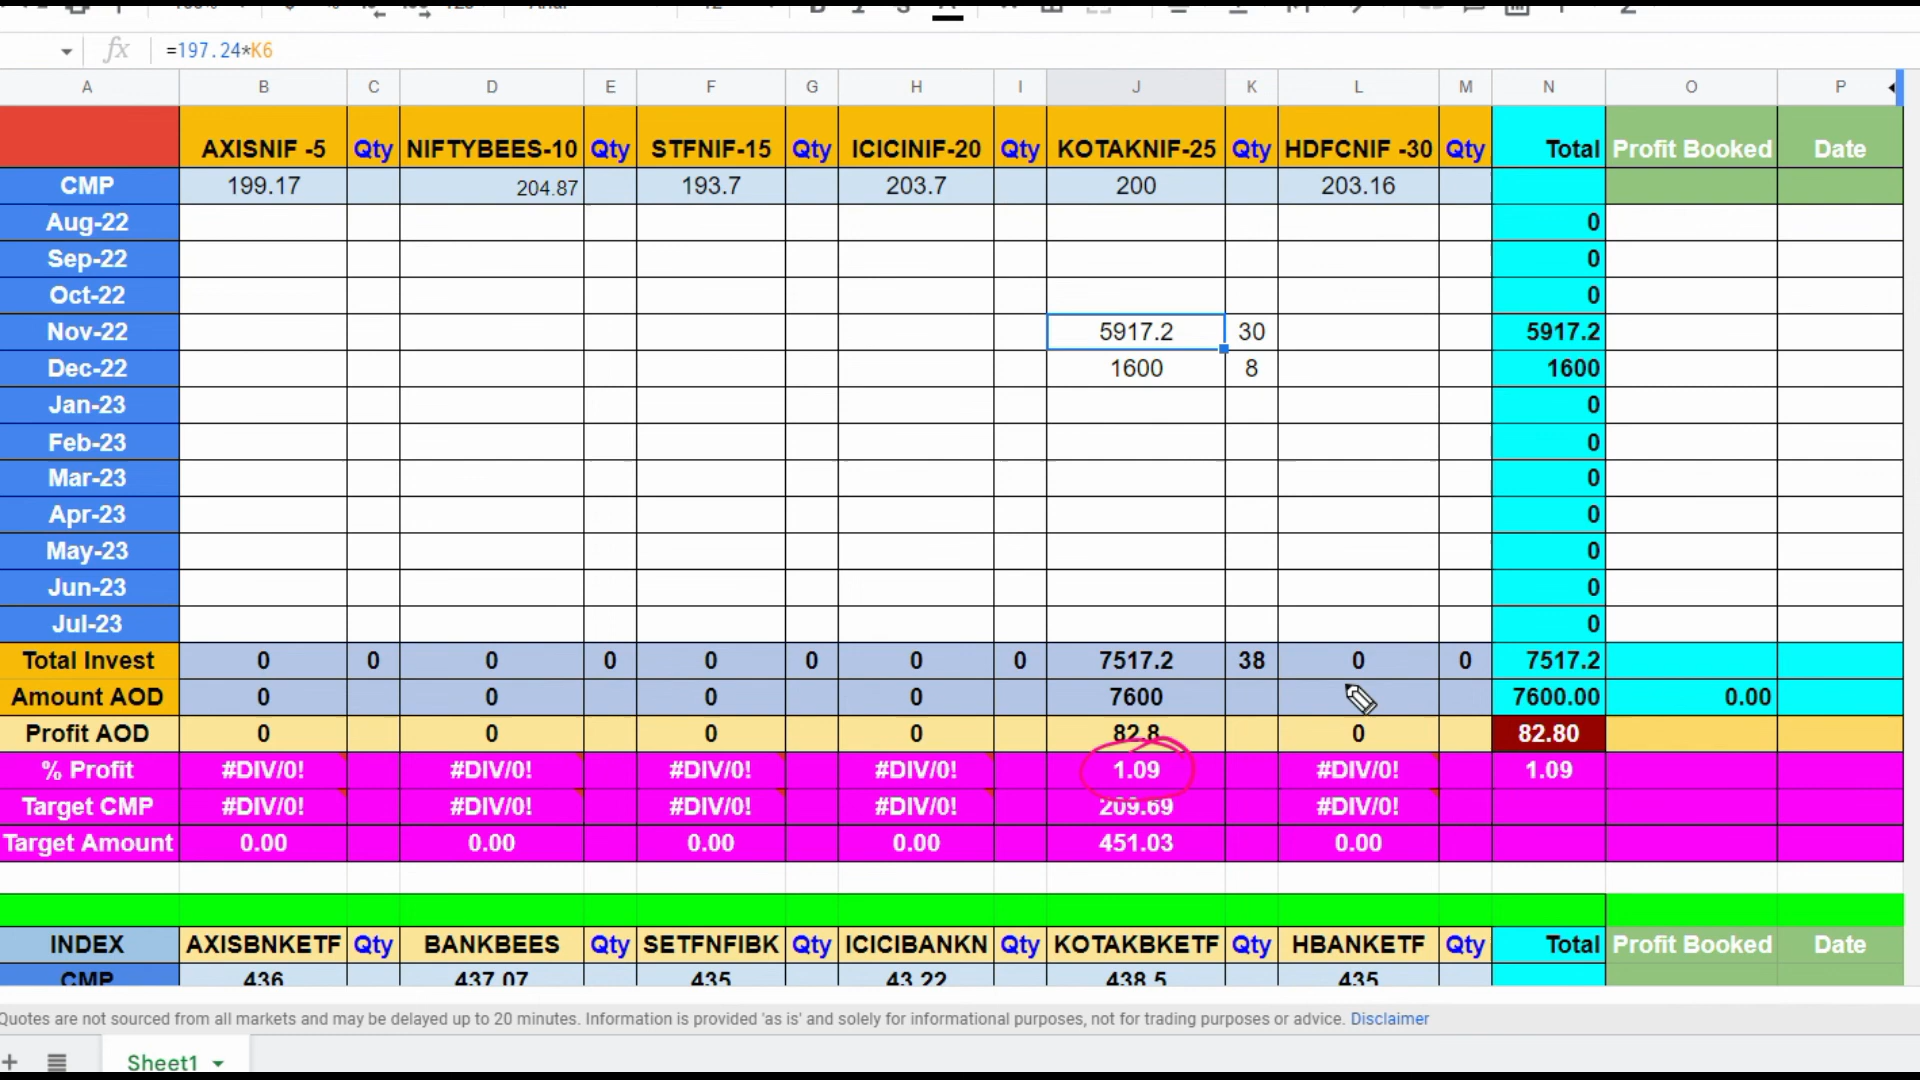 =197.24*K6
A B C D E F G H I J K L M N O P
AXISNIF -5 Qty NIFTYBEES-10 Qty STFNIF-15 Qty ICICINIF-20 Qty KOTAKNIF-25 Qty HDFCNIF -30 Qty Total Profit Booked Date
CMP 199.17 204.87 193.7 203.7 200 203.16
Aug-22 0
Sep-22 0
Oct-22 0
Nov-22 5917.2 30 5917.2
Dec-22 1600 8 1600
Jan-23 0
Feb-23 0
Mar-23 0
Apr-23 0
May-23 0
Jun-23 0
Jul-23 0
Total Invest 0 0 0 0 0 0 0 0 7517.2 38 0 0 7517.2
Amount AOD 0 0 0 0 7600 7600.00 0.00
Profit AOD 0 0 0 0 82.8 0 82.80
% Profit #DIV/0! #DIV/0! #DIV/0! #DIV/0! 1.09 #DIV/0! 1.09
Target CMP #DIV/0! #DIV/0! #DIV/0! #DIV/0! 209.69 #DIV/0!
Target Amount 0.00 0.00 0.00 0.00 451.03 0.00
INDEX AXISBNKETF Qty BANKBEES Qty SETFNFIBK Qty ICICIBANKN Qty KOTAKBKETF Qty HBANKETF Qty Total Profit Booked Date
CMP 436 437.07 435 43.22 438.5 435
Quotes are not sourced from all markets and may be delayed up to 20 minutes. Information is provided 'as is' and solely for informational purposes, not for trading purposes or advice. Disclaimer
Sheet1